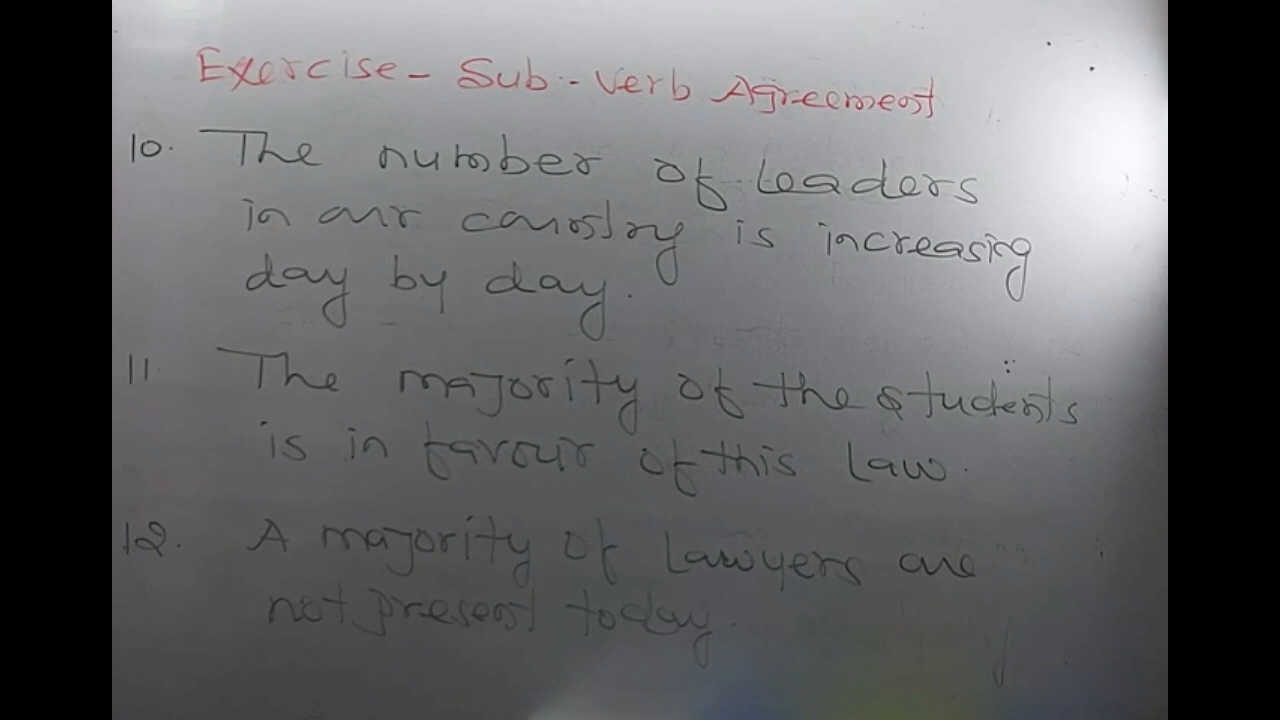 Exercise - Sub.- Verb Agreement
10. The number of leaders
in our country is increasing
day by day.
11. The majority of the students
is in favour of this law.
12. A majority of lawyers are
not present today.